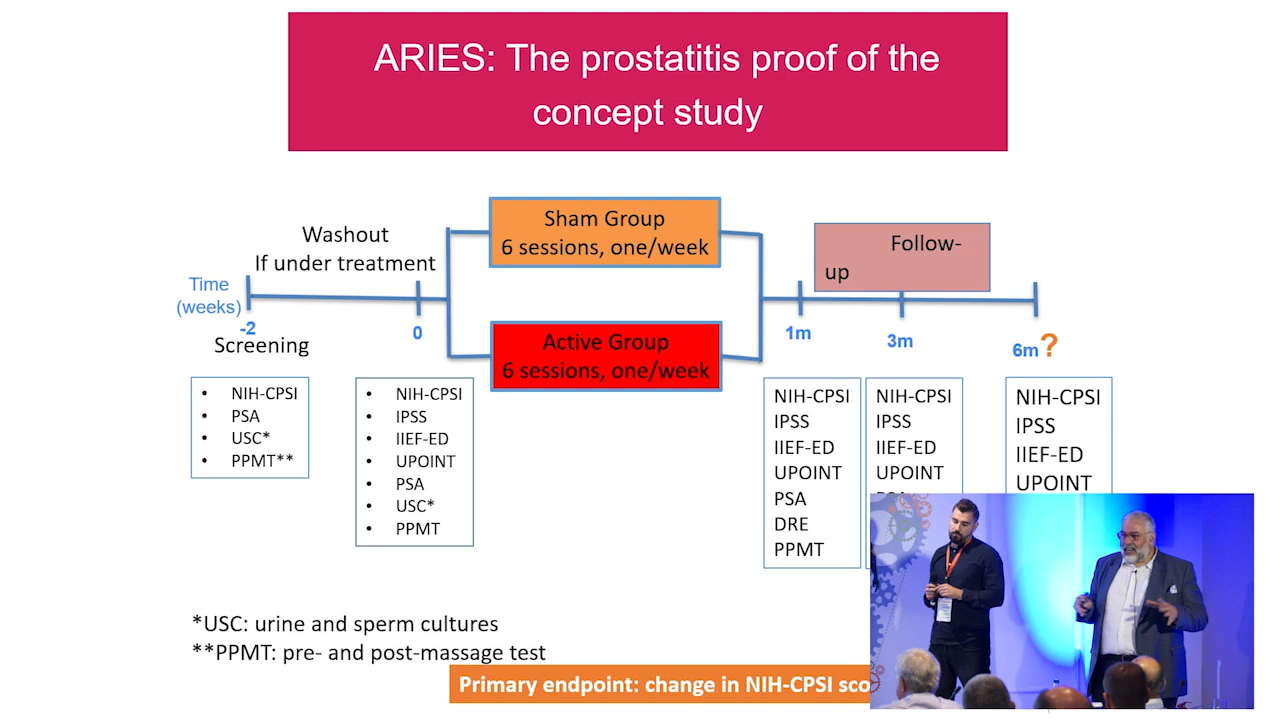 ARIES: The prostatitis proof of the
concept study
Washout
If under treatment
Sham Group
6 sessions, one/week
Follow-
up
Time
(weeks)
-2
0
1m
3m
6m?
Screening
Active Group
6 sessions, one/week
• NIH-CPSI
• PSA
• USC*
• PPMT**
• NIH-CPSI
• IPSS
• IIEF-ED
• UPOINT
• PSA
• USC*
• PPMT
NIH-CPSI
IPSS
IIEF-ED
UPOINT
PSA
DRE
PPMT
NIH-CPSI
IPSS
IIEF-ED
UPOINT
NIH-CPSI
IPSS
IIEF-ED
UPOINT
*USC: urine and sperm cultures
**PPMT: pre- and post-massage test
Primary endpoint: change in NIH-CPSI